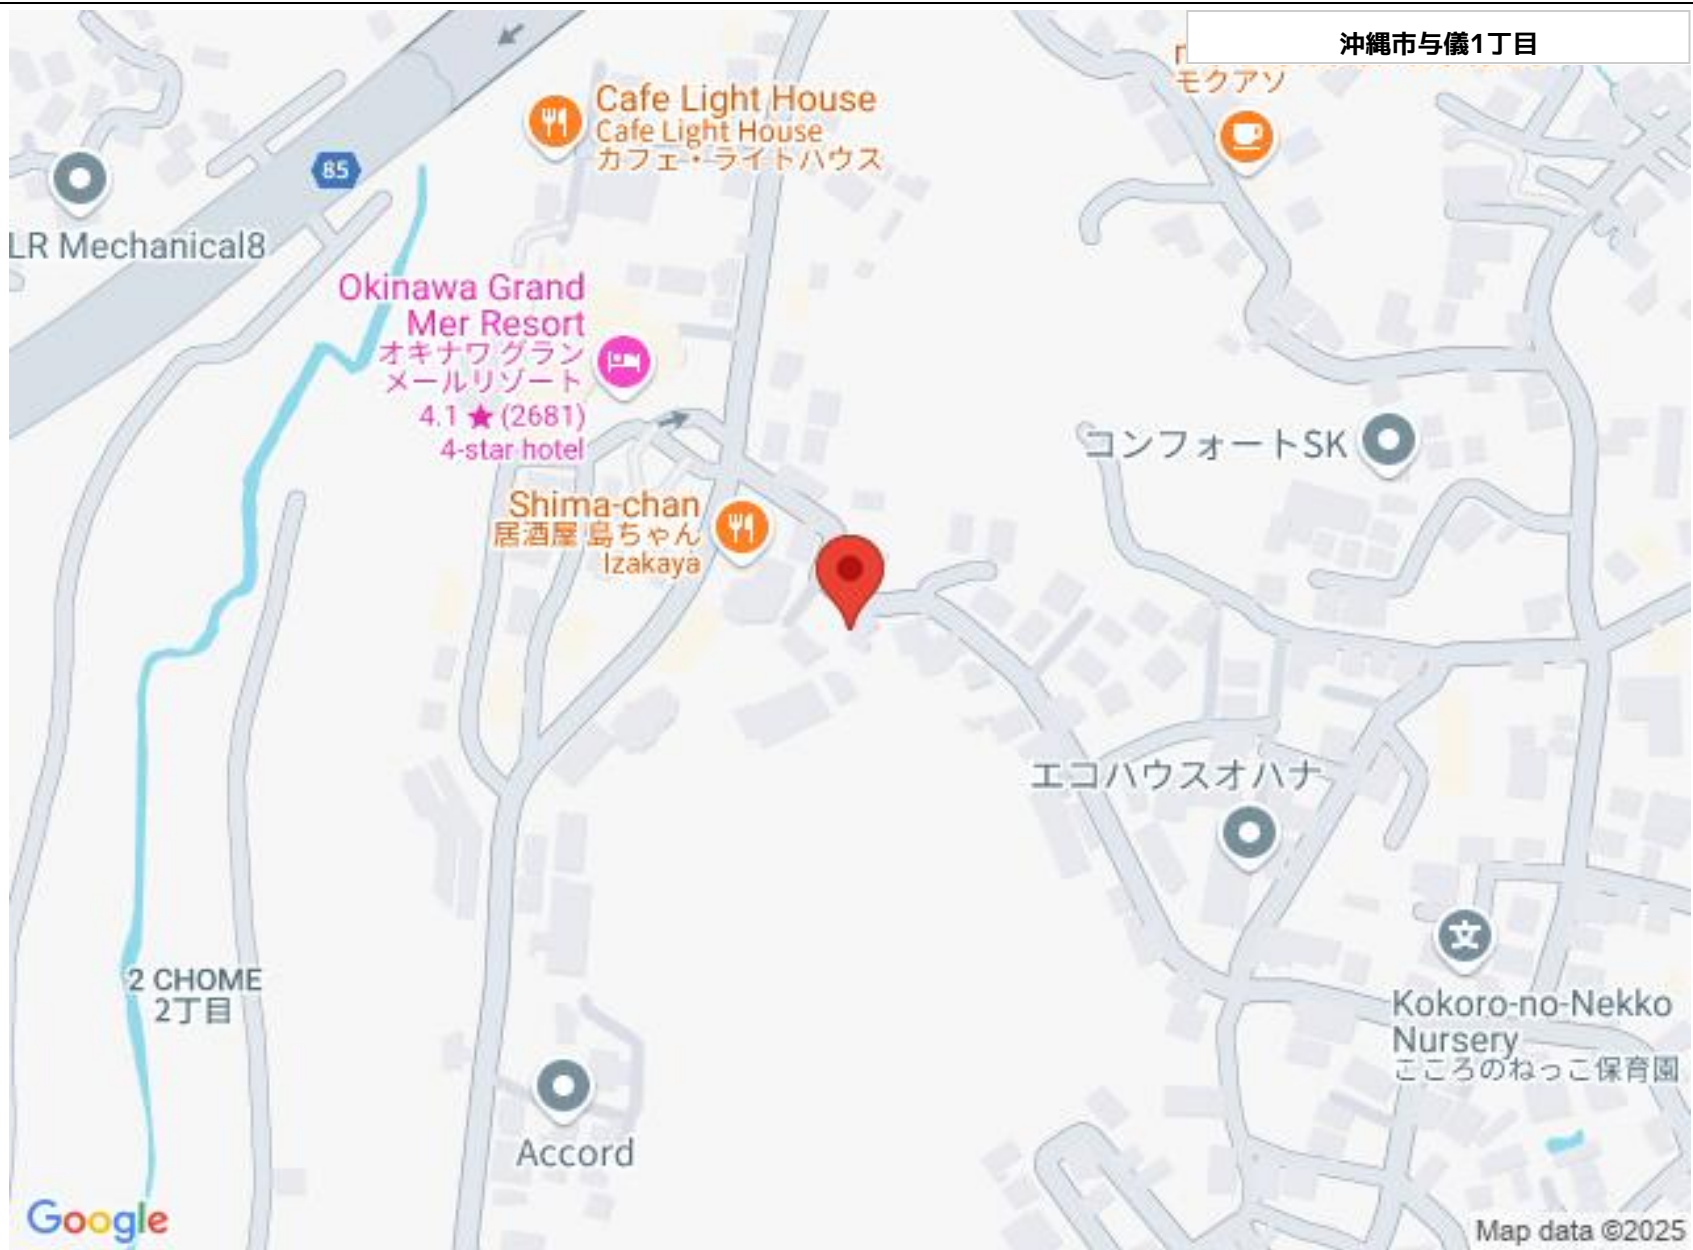 沖縄市与儀1丁目
モクアソ
Cafe Light House
Cafe Light House
カフェ・ライトハウス
85
LR Mechanical8
Okinawa Grand
Mer Resort
オキナワ グラン
メールリゾート
4.1 ★ (2681)
4-star hotel
コンフォートSK
Shima-chan
居酒屋 島ちゃん
Izakaya
エコハウスオハナ
2 CHOME
2丁目
文
Kokoro-no-Nekko
Nursery
こころのねっこ保育園
Accord
Google
Map data ©2025